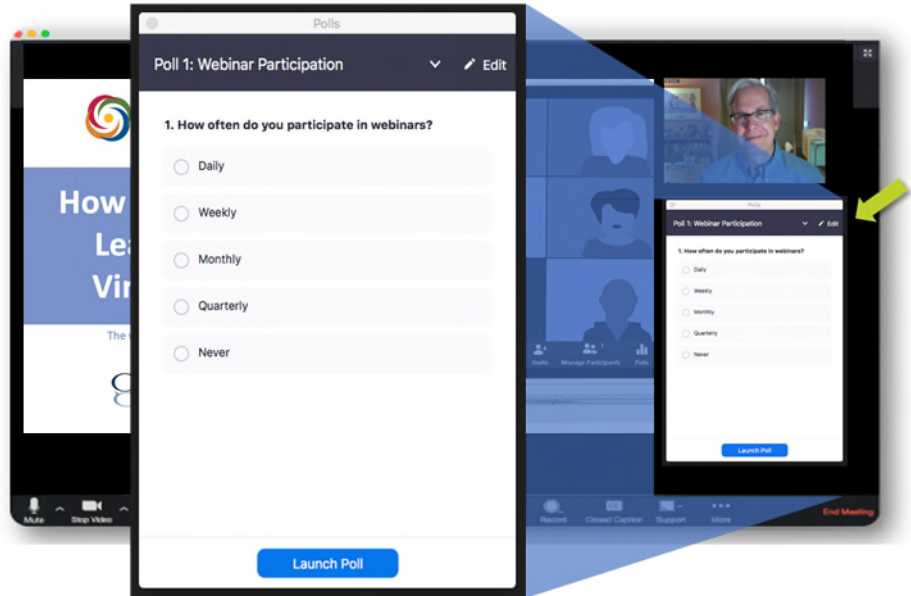 Polls
Poll 1: Webinar Participation
Edit
1. How often do you participate in webinars?
Daily
Weekly
Monthly
Quarterly
Never
Launch Poll
How
Lea
Vir
The
Mute
Stop Video
Invite
Manage Participants
1
Polls
Record
Closed Caption
Support
More
End Meeting
Polls
Poll 1: Webinar Participation
Edit
1. How often do you participate in webinars?
Daily
Weekly
Monthly
Quarterly
Never
Launch Poll